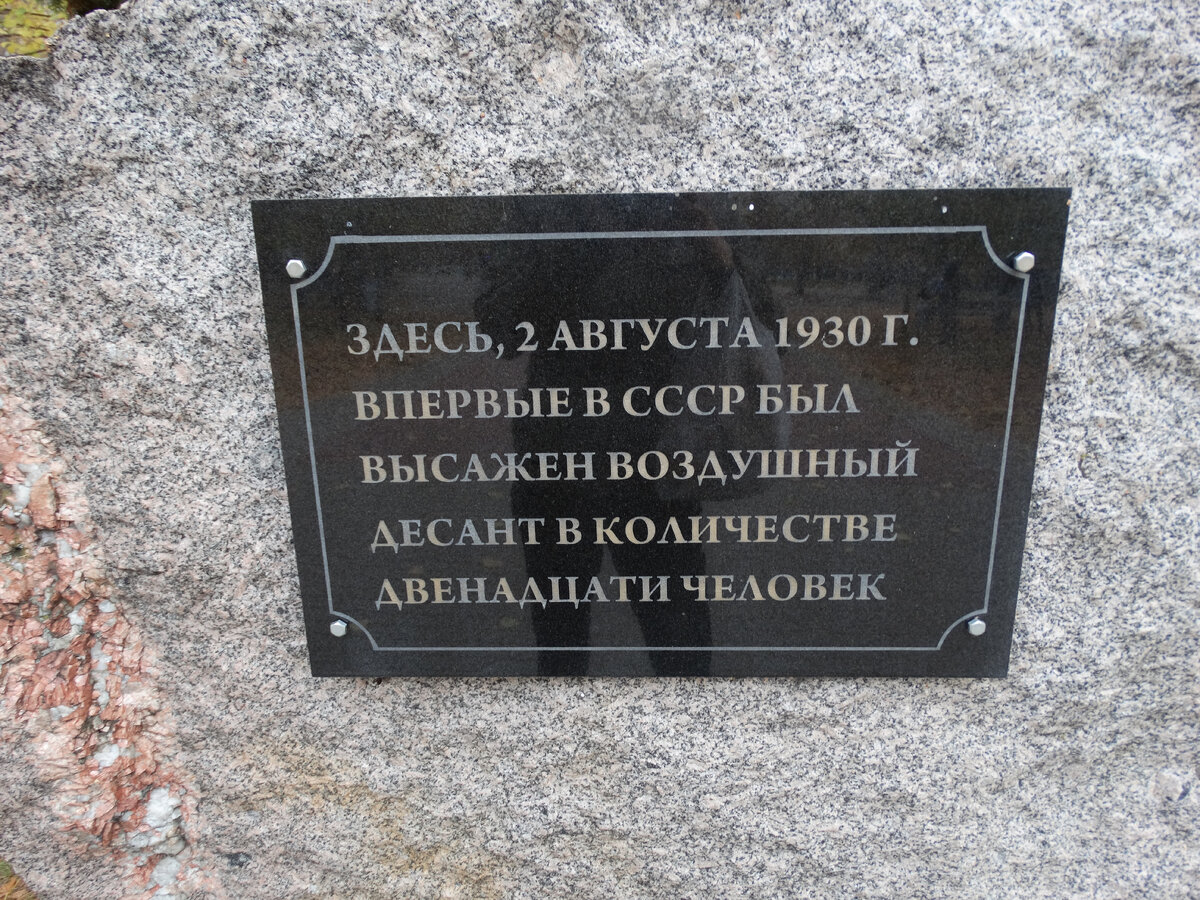 ЗДЕСЬ, 2 АВГУСТА 1930 Г.
ВПЕРВЫЕ В СССР БЫЛ
ВЫСАЖЕН ВОЗДУШНЫЙ
ДЕСАНТ В КОЛИЧЕСТВЕ
ДВЕНАДЦАТИ ЧЕЛОВЕК